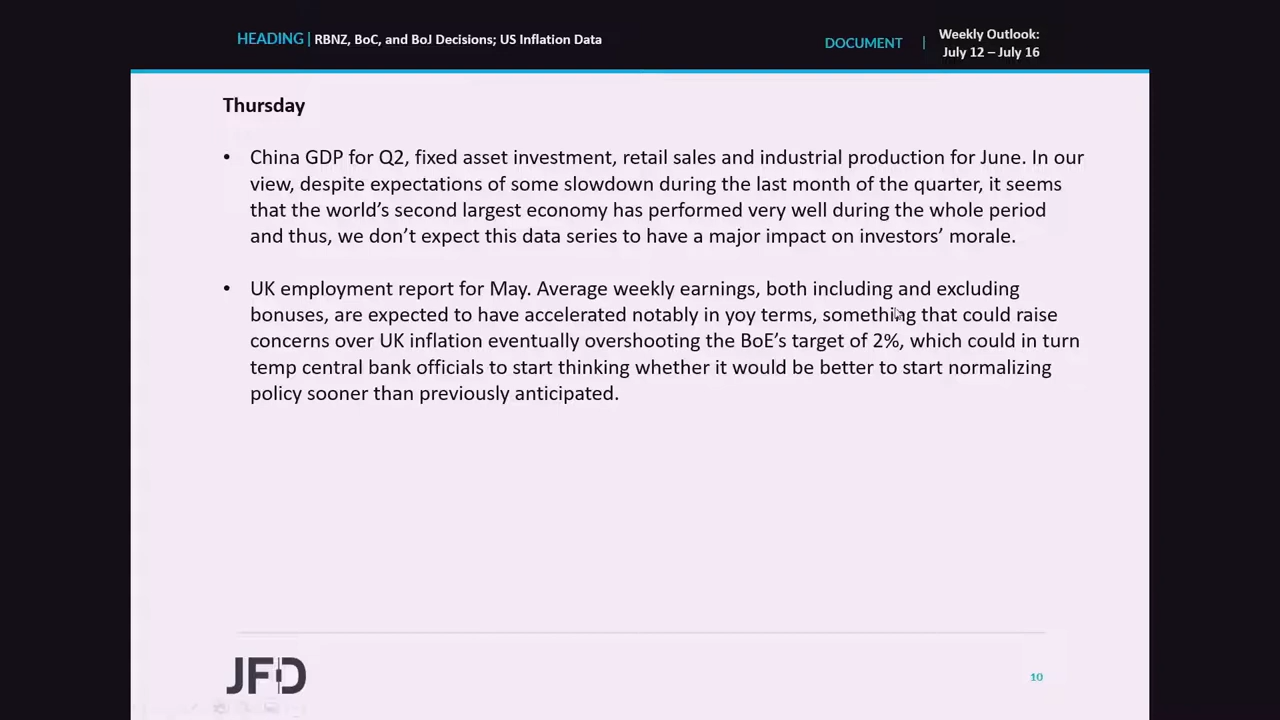 HEADING | RBNZ, BoC, and BoJ Decisions; US Inflation Data
DOCUMENT | Weekly Outlook:
July 12 – July 16
Thursday
• China GDP for Q2, fixed asset investment, retail sales and industrial production for June. In our
view, despite expectations of some slowdown during the last month of the quarter, it seems
that the world’s second largest economy has performed very well during the whole period
and thus, we don’t expect this data series to have a major impact on investors’ morale.
• UK employment report for May. Average weekly earnings, both including and excluding
bonuses, are expected to have accelerated notably in yoy terms, something that could raise
concerns over UK inflation eventually overshooting the BoE’s target of 2%, which could in turn
temp central bank officials to start thinking whether it would be better to start normalizing
policy sooner than previously anticipated.
JFD
10